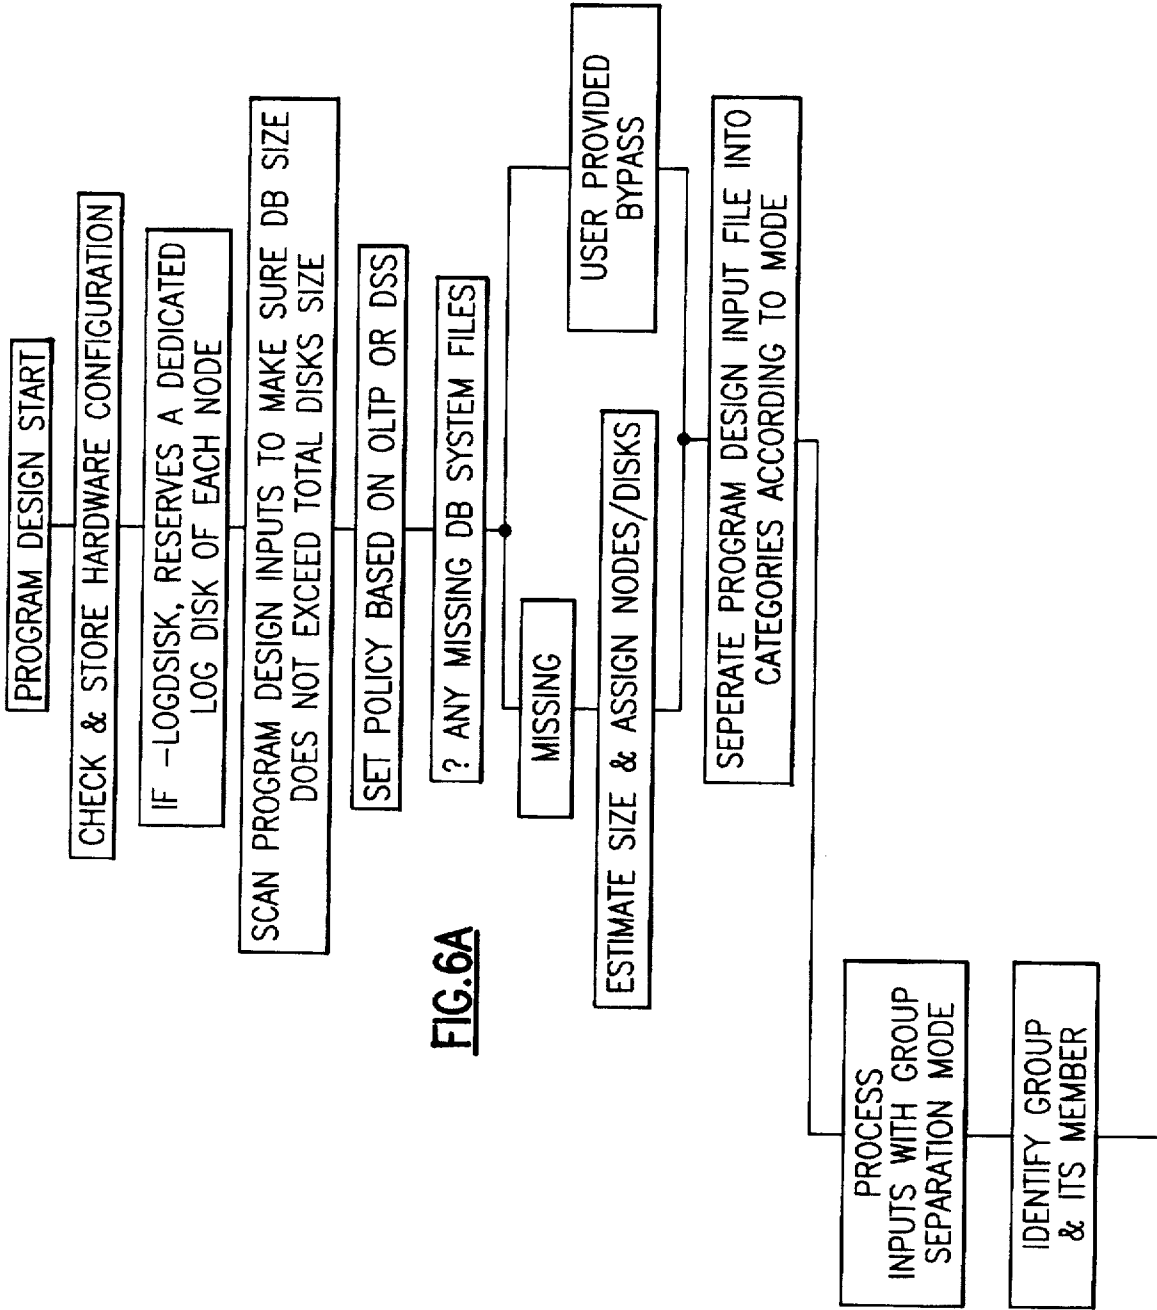 PROGRAM DESIGN START
CHECK & STORE HARDWARE CONFIGURATION
IF -LOGDSISK, RESERVES A DEDICATED
LOG DISK OF EACH NODE
SCAN PROGRAM DESIGN INPUTS TO MAKE SURE DB SIZE
DOES NOT EXCEED TOTAL DISKS SIZE
SET POLICY BASED ON OLTP OR DSS
? ANY MISSING DB SYSTEM FILES
MISSING
USER PROVIDED
BYPASS
ESTIMATE SIZE & ASSIGN NODES/DISKS
SEPERATE PROGRAM DESIGN INPUT FILE INTO
CATEGORIES ACCORDING TO MODE
PROCESS
INPUTS WITH GROUP
SEPARATION MODE
IDENTIFY GROUP
& ITS MEMBER
FIG.6A